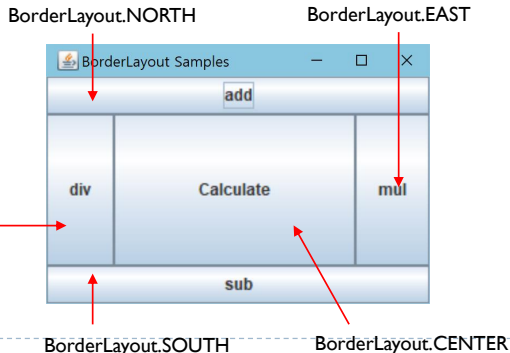 BorderLayout.NORTH
BorderLayout.EAST
BorderLayout Samples
add
div
Calculate
mul
sub
BorderLayout.SOUTH
BorderLayout.CENTER